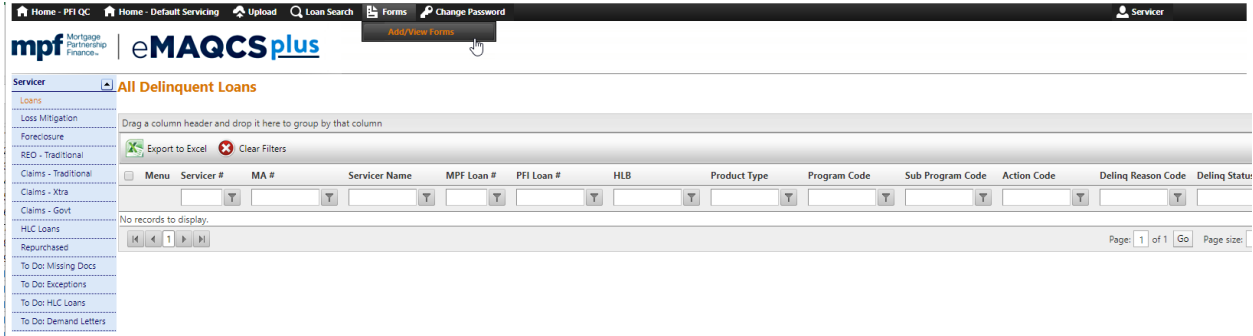 Home - PFI QC Home - Default Servicing Upload Loan Search Forms Change Password Servicer
Add/View Forms
mpf Mortgage Partnership Finance™ eMAQCS plus
Servicer
Loans
Loss Mitigation
Foreclosure
REO - Traditional
Claims - Traditional
Claims - Xtra
Claims - Govt
HLC Loans
Repurchased
To Do: Missing Docs
To Do: Exceptions
To Do: HLC Loans
To Do: Demand Letters
All Delinquent Loans
Drag a column header and drop it here to group by that column
Export to Excel Clear Filters
Menu Servicer # MA # Servicer Name MPF Loan # PFI Loan # HLB Product Type Program Code Sub Program Code Action Code Delinq Reason Code Delinq Status
No records to display.
1 Page: 1 of 1 Go Page size: